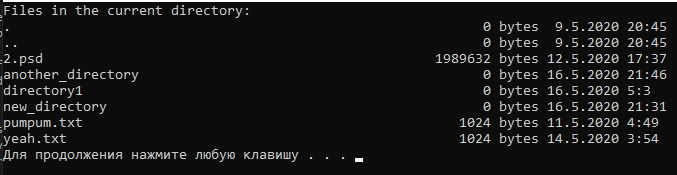 Files in the current directory:
. 0 bytes 9.5.2020 20:45
.. 0 bytes 9.5.2020 20:45
2.psd 1989632 bytes 12.5.2020 17:37
another_directory 0 bytes 16.5.2020 21:46
directory1 0 bytes 16.5.2020 5:3
new_directory 0 bytes 16.5.2020 21:31
pumpum.txt 1024 bytes 11.5.2020 4:49
yeah.txt 1024 bytes 14.5.2020 3:54
Для продолжения нажмите любую клавишу . . .